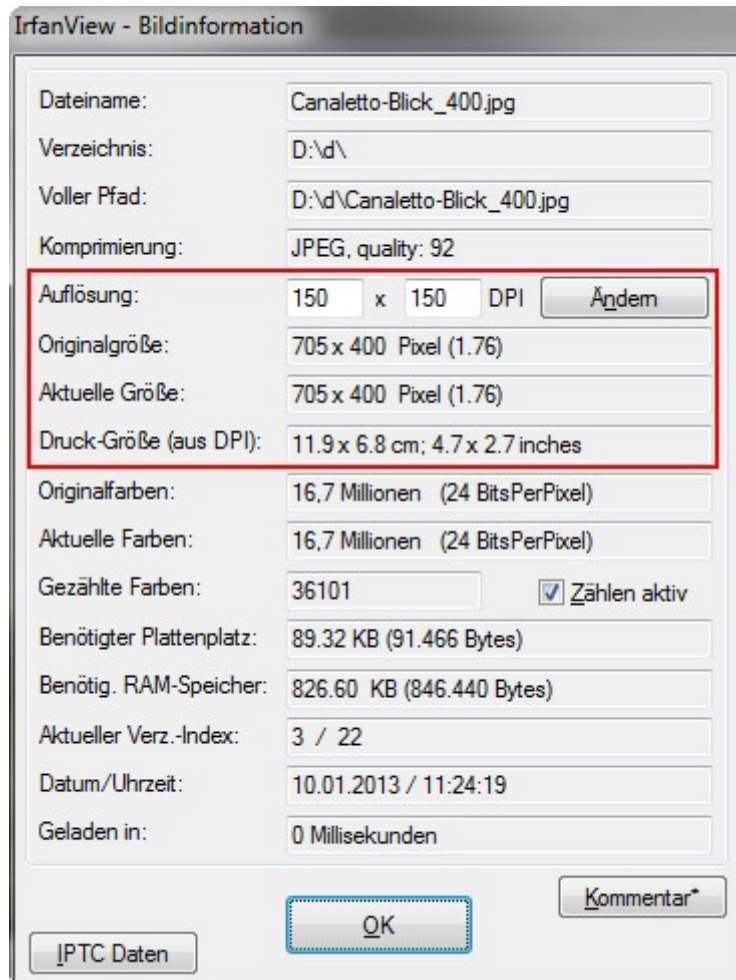 IrfanView - Bildinformation
Dateiname: Canaletto-Blick_400.jpg
Verzeichnis: D:\d\
Voller Pfad: D:\d\Canaletto-Blick_400.jpg
Komprimierung: JPEG, quality: 92
Auflösung: 150 x 150 DPI Ändern
Originalgröße: 705 x 400 Pixel (1.76)
Aktuelle Größe: 705 x 400 Pixel (1.76)
Druck-Größe (aus DPI): 11.9 x 6.8 cm; 4.7 x 2.7 inches
Originalfarben: 16,7 Millionen (24 BitsPerPixel)
Aktuelle Farben: 16,7 Millionen (24 BitsPerPixel)
Gezählte Farben: 36101 Zählen aktiv
Benötigter Plattenplatz: 89.32 KB (91.466 Bytes)
Benötig. RAM-Speicher: 826.60 KB (846.440 Bytes)
Aktueller Verz.-Index: 3 / 22
Datum/Uhrzeit: 10.01.2013 / 11:24:19
Geladen in: 0 Millisekunden
Kommentar*
OK
IPTC Daten